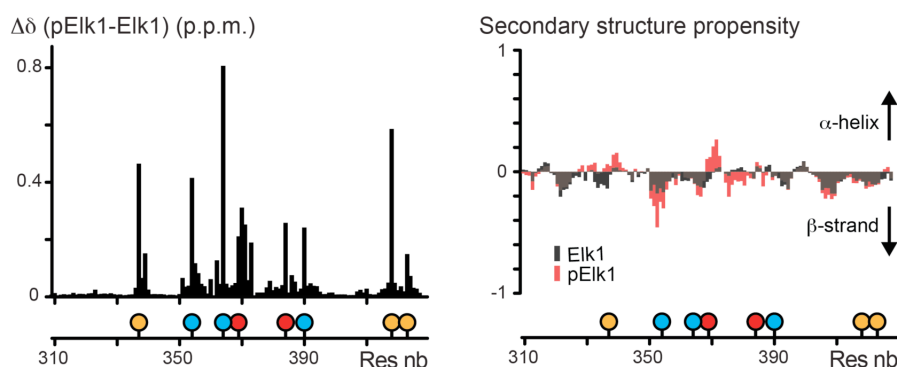 Δδ (pElk1-Elk1) (p.p.m.)
0.8
0.4
0
310
350
390
Res nb
Secondary structure propensity
1
0
-1
α-helix
β-strand
Elk1
pElk1
310
350
390
Res nb